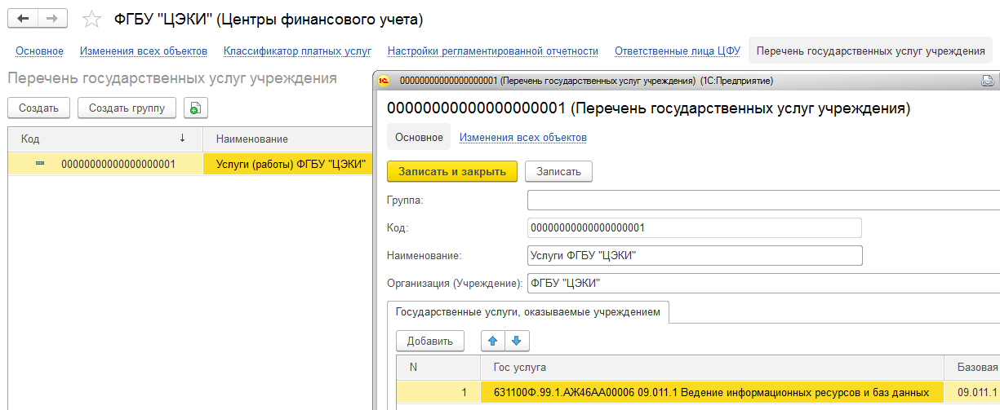 ФГБУ "ЦЭКИ" (Центры финансового учета)
Основное Изменения всех объектов Классификатор платных услуг Настройки регламентированной отчетности Ответственные лица ЦФУ Перечень государственных услуг учреждения
Перечень государственных услуг учреждения
Создать Создать группу
Код ↓ Наименование
00000000000000000001 Услуги (работы) ФГБУ "ЦЭКИ"
1С 00000000000000000001 (Перечень государственных услуг учреждения) (1С:Предприятие)
00000000000000000001 (Перечень государственных услуг учреждения)
Основное Изменения всех объектов
Записать и закрыть Записать
Группа:
Код: 00000000000000000001
Наименование: Услуги ФГБУ "ЦЭКИ"
Организация (Учреждение): ФГБУ "ЦЭКИ"
Государственные услуги, оказываемые учреждением
Добавить
N Гос услуга Базовая
1 631100Ф.99.1.АЖ46АА00006 09.011.1 Ведение информационных ресурсов и баз данных 09.011.1